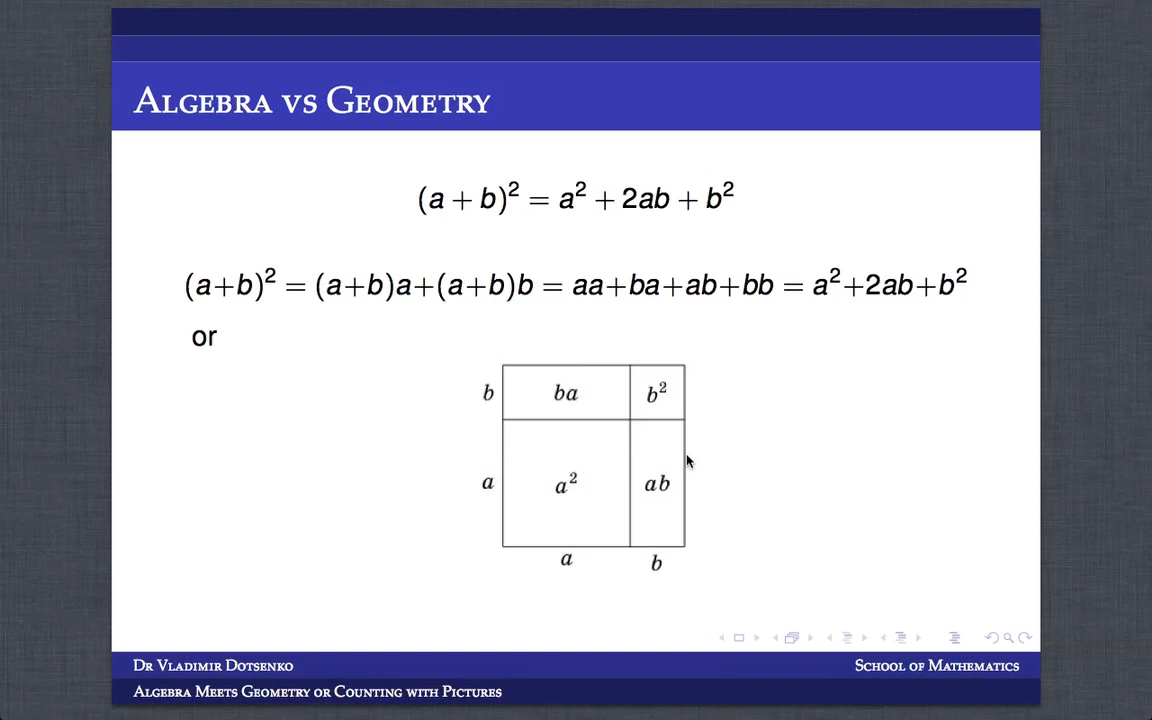 Algebra vs Geometry
(a + b)² = a² + 2ab + b²
(a+b)² = (a+b)a+(a+b)b = aa+ba+ab+bb = a²+2ab+b²
or
b ba b²
a a² ab
a b
Dr Vladimir Dotsenko School of Mathematics
Algebra Meets Geometry or Counting with Pictures